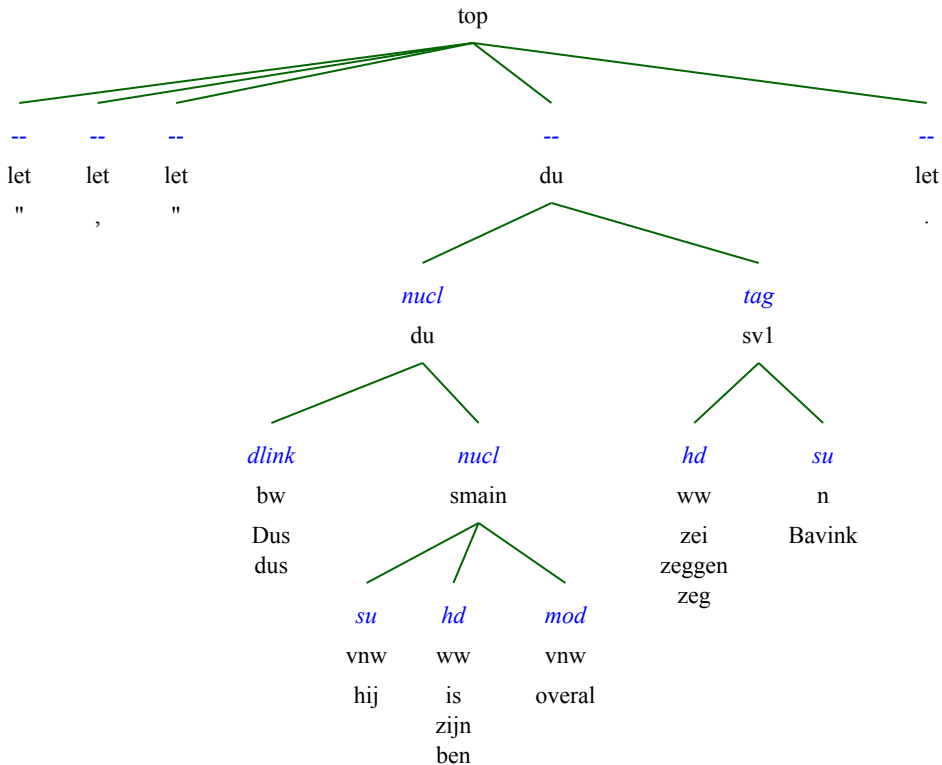 top
-- -- -- -- --
let let let du let
" , " .
nucl tag
du sv1
dlink nucl hd su
bw smain ww n
Dus zei Bavink
dus zeggen
zeg
su hd mod
vnw ww vnw
hij is overal
zijn
ben